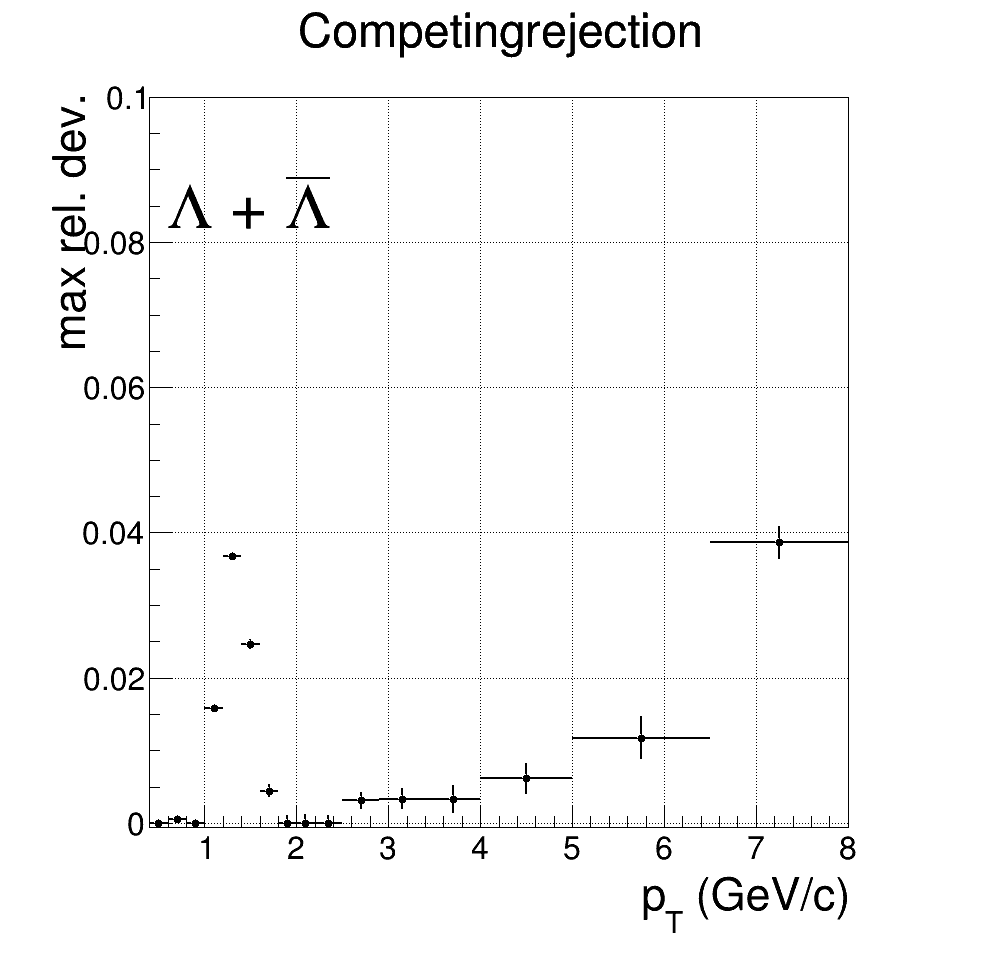 Competingrejection
max rel. dev.
0.1
0.08
0.06
0.04
0.02
0
Λ + Λ̅
1 2 3 4 5 6 7 8
p_T (GeV/c)